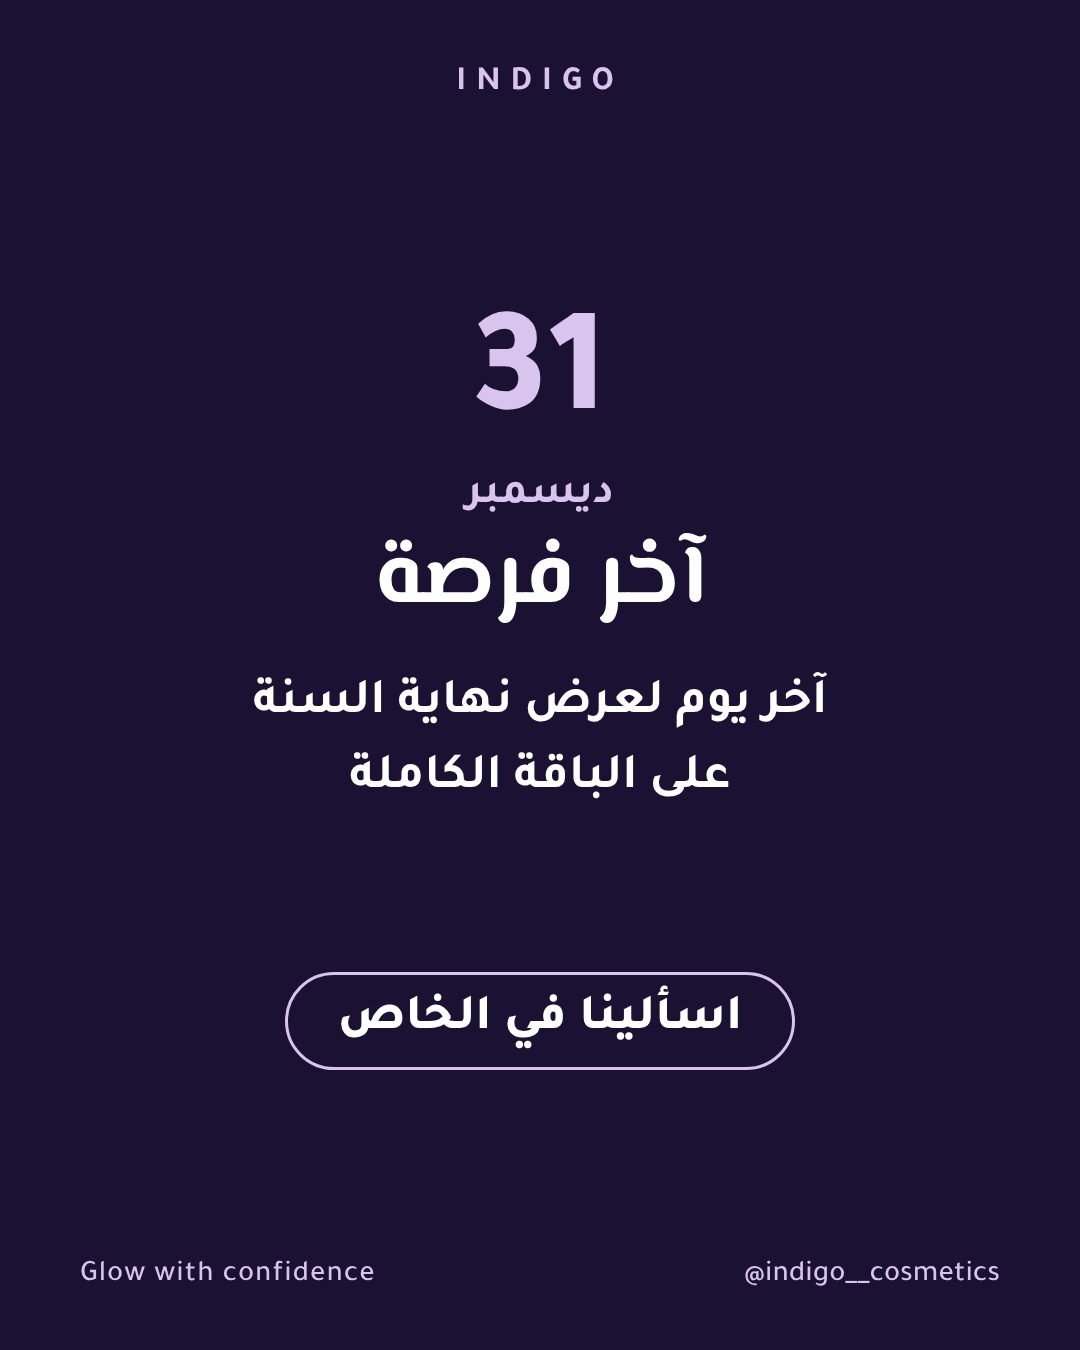 INDIGO
31
ديسمبر
آخر فرصة
آخر يوم لعرض نهاية السنة
على الباقة الكاملة
اسألينا في الخاص
Glow with confidence
@indigo__cosmetics